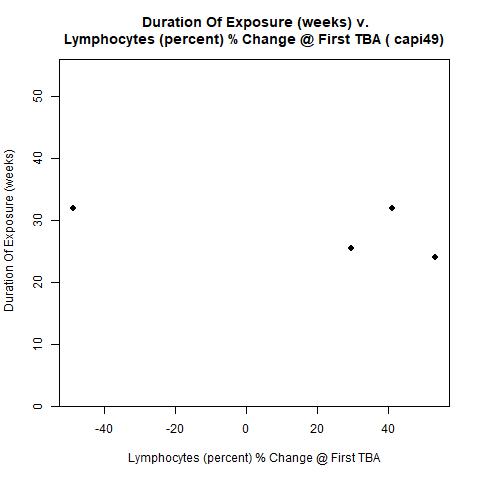 Duration Of Exposure (weeks) v.
Lymphocytes (percent) % Change @ First TBA ( capi49)
Duration Of Exposure (weeks)
50
40
30
20
10
0
-40
-20
0
20
40
Lymphocytes (percent) % Change @ First TBA